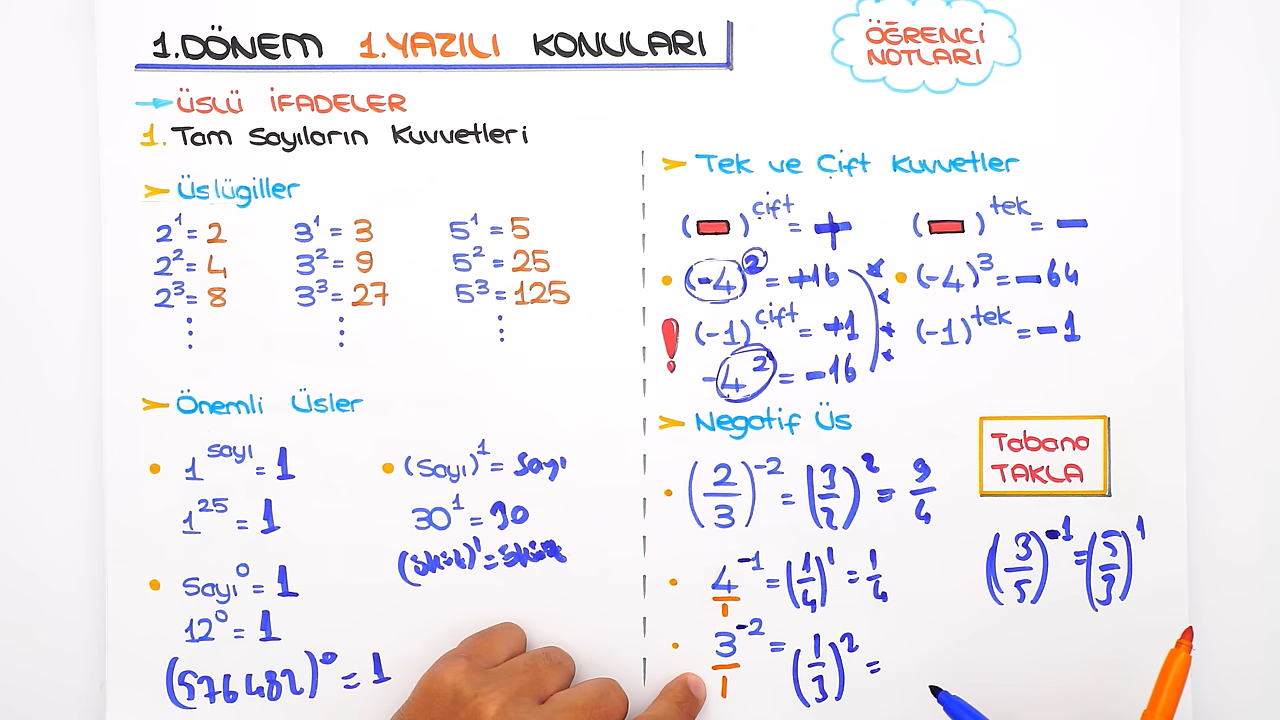 1.DÖNEM 1.YAZILI KONULARI
ÖĞRENCİ
NOTLARI
→ ÜSLÜ İFADELER
1. Tam Sayıların Kuvvetleri
➤ Üslügiller
2¹ = 2 3¹ = 3 5¹ = 5
2² = 4 3² = 9 5² = 25
2³ = 8 3³ = 27 5³ = 125
⋮ ⋮ ⋮
➤ Önemli Üsler
• 1^sayı = 1 • (Sayı)¹ = Sayı
1²⁵ = 1 30¹ = 30
• Sayı⁰ = 1
12⁰ = 1
(576482)⁰ = 1
➤ Tek ve Çift Kuvvetler
(-)^çift = + (-)^tek = -
• (-4)² = +16 • (-4)³ = -64
! (-1)^çift = +1 (-1)^tek = -1
-4² = -16
➤ Negatif Üs
Tabana
TAKLA
• (2/3)⁻² = (3/2)² = 9/4
(3/5)⁻¹ = (5/3)¹
• 4⁻¹/1 = (1/4)¹ = 1/4
• 3⁻²/1 = (1/3)² =